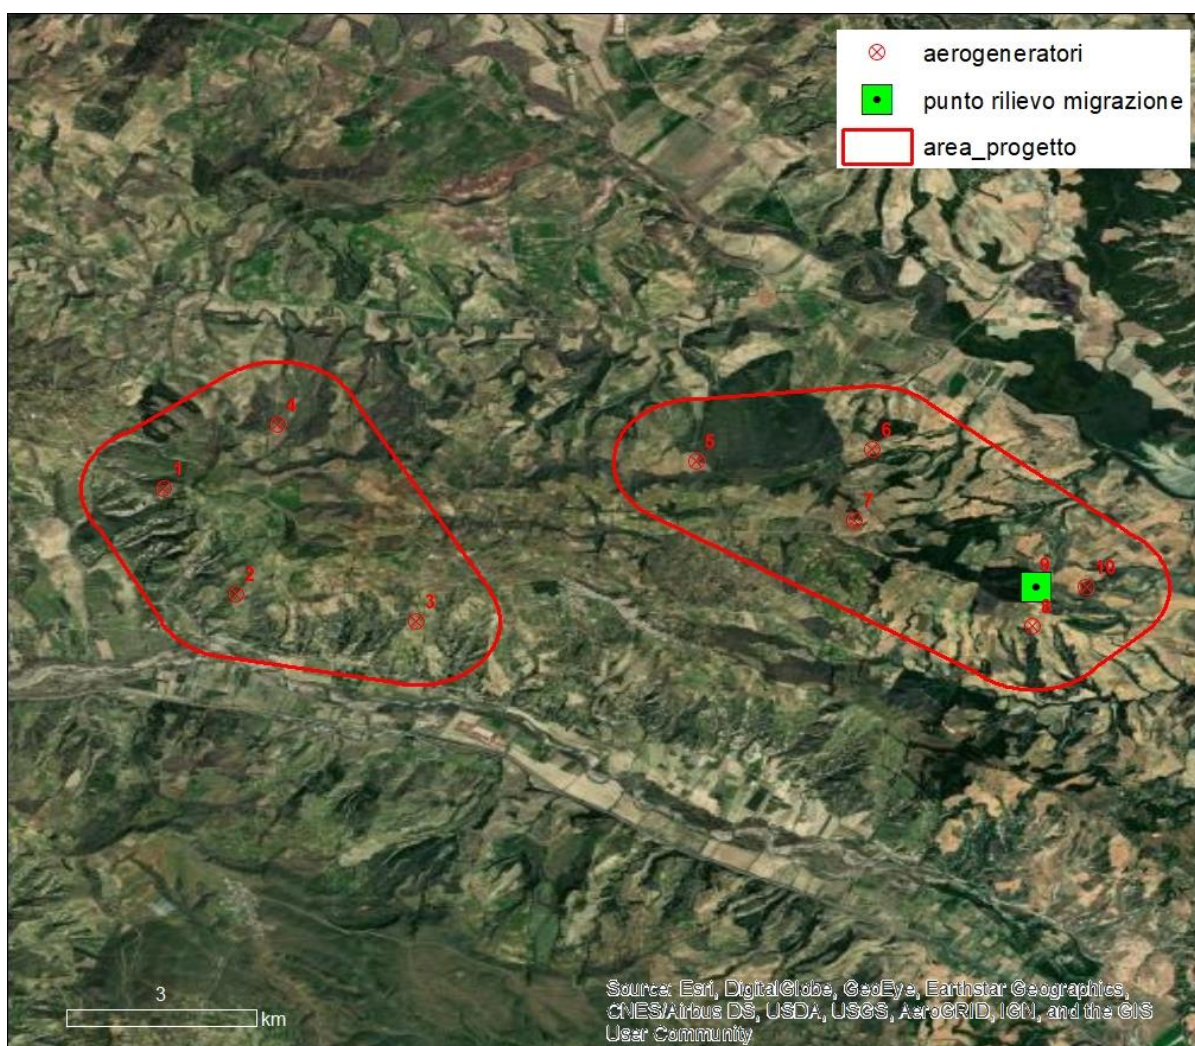 aerogeneratori
punto rilievo migrazione
area_progetto
4
1
2
3
5
6
7
9
10
8
3
km
Source: Esri, DigitalGlobe, GeoEye, Earthstar Geographics,
CNES/Airbus DS, USDA, USGS, AeroGRID, IGN, and the GIS
User Community